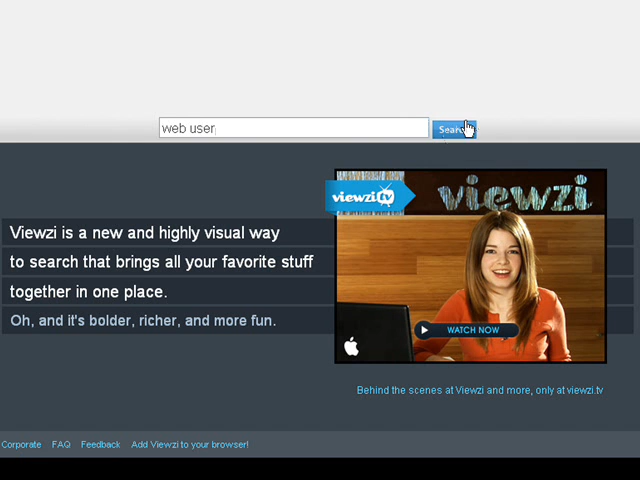 web user
Search
viewzi tv
viewzi
Viewzi is a new and highly visual way
to search that brings all your favorite stuff
together in one place.
Oh, and it's bolder, richer, and more fun.
WATCH NOW
Behind the scenes at Viewzi and more, only at viewzi.tv
Corporate FAQ Feedback Add Viewzi to your browser!